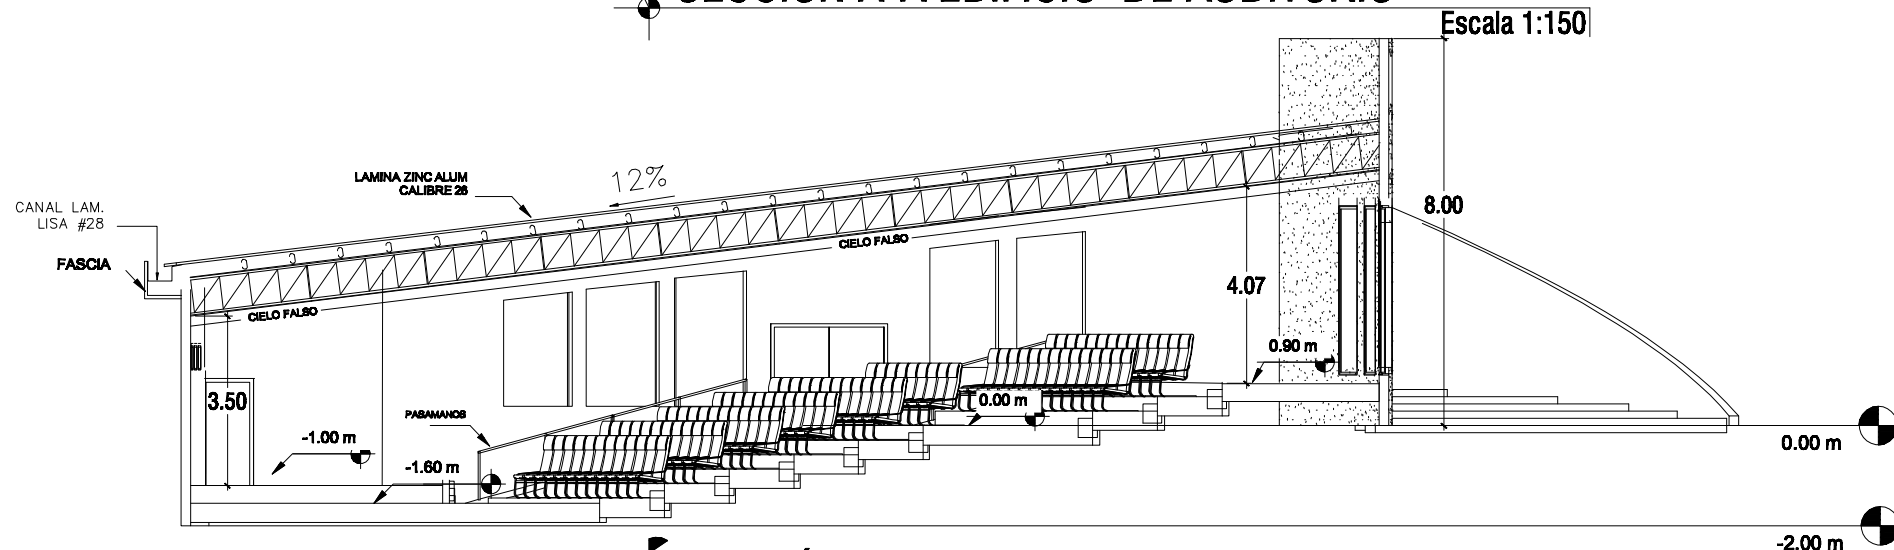 Escala 1:150
LAMINA ZINC ALUM
CALIBRE 26
12%
CANAL LAM.
LISA #28
FASCIA
8.00
CIELO FALSO
4.07
CIELO FALSO
0.90 m
3.50
0.00 m
PASAMANOS
-1.00 m
-1.60 m
0.00 m
-2.00 m